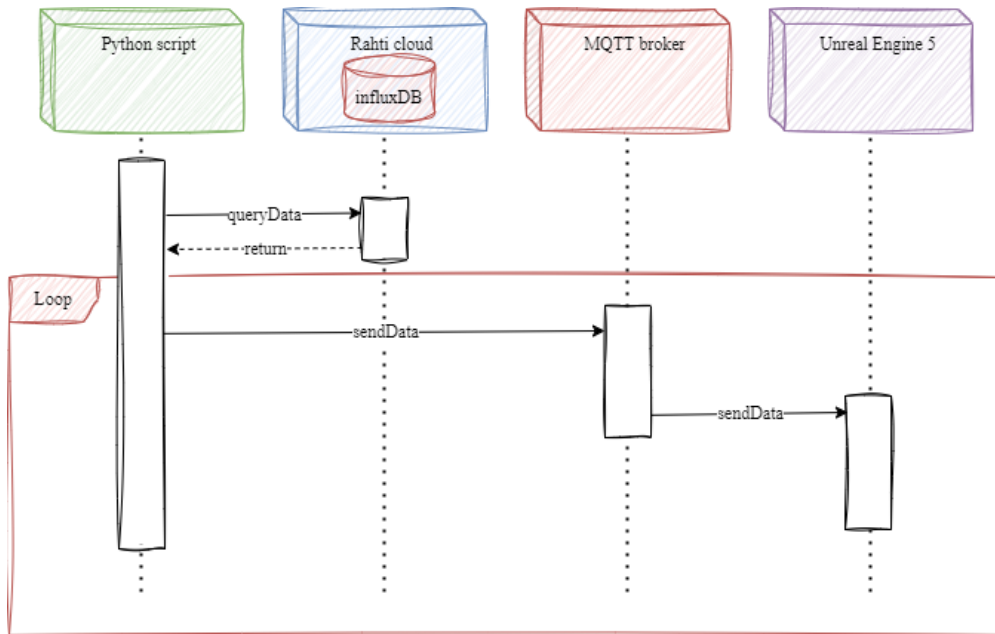 Python script
Rahti cloud
influxDB
MQTT broker
Unreal Engine 5
queryData
return
Loop
sendData
sendData